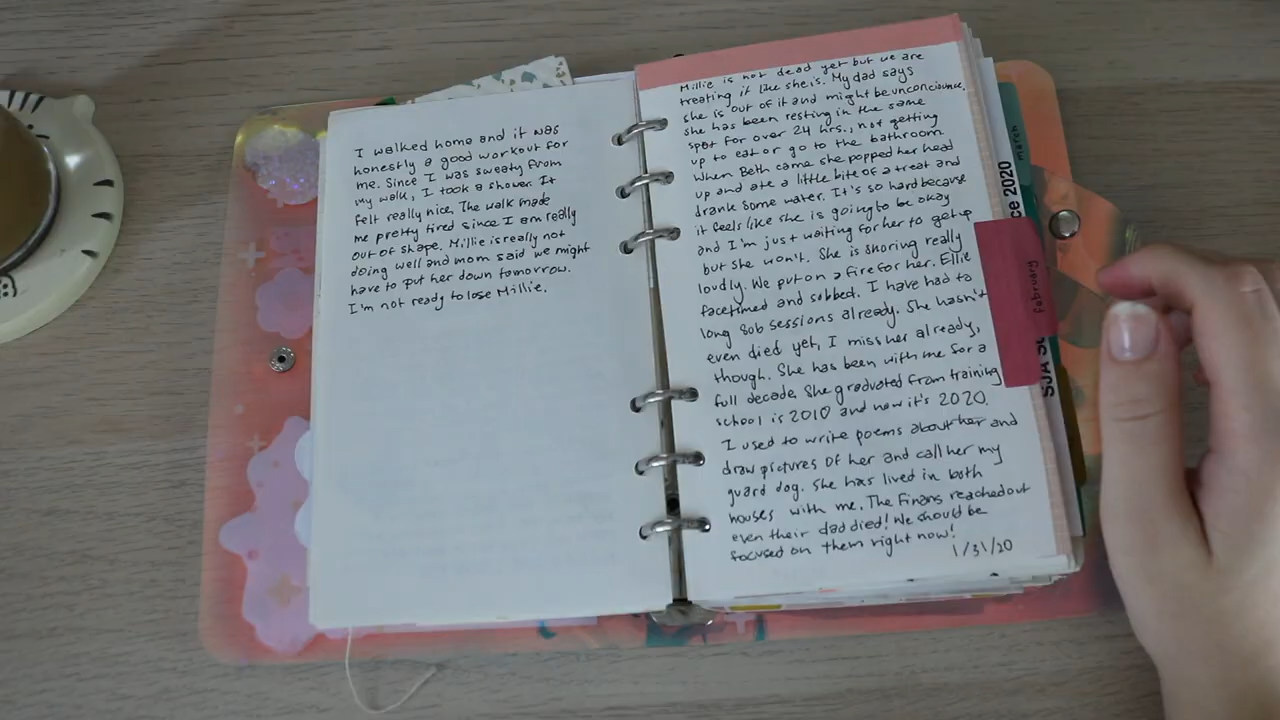 I walked home and it was
honestly a good workout for
me. Since I was sweaty from
my walk, I took a shower. It
felt really nice. The walk made
me pretty tired since I am really
out of shape. Millie is really not
doing well and mom said we might
have to put her down tomorrow.
I'm not ready to lose Millie.
Millie is not dead yet but we are
treating it like she is. My dad says
she is out of it and might be unconcious,
she has been resting in the same
spot for over 24 hrs., not getting
up to eat or go to the bathroom.
When Beth came she popped her head
up and ate a little bite of a treat and
drank some water. It's so hard because
it feels like she is going to be okay
and I'm just waiting for her to get up
but she won't. She is snoring really
loudly. We put on a fire for her. Ellie
facetimed and sobbed. I have had to
long sob sessions already. She hasn't
even died yet, I miss her already,
though. She has been with me for a
full decade. She graduated from training
school is 2010 and now it's 2020.
I used to write poems about her and
draw pictures of her and call her my
guard dog. She has lived in both
houses with me. The Finans reached out
even their dad died! We should be
focused on them right now!
1/31/20
march
february
ce 2020
SJA